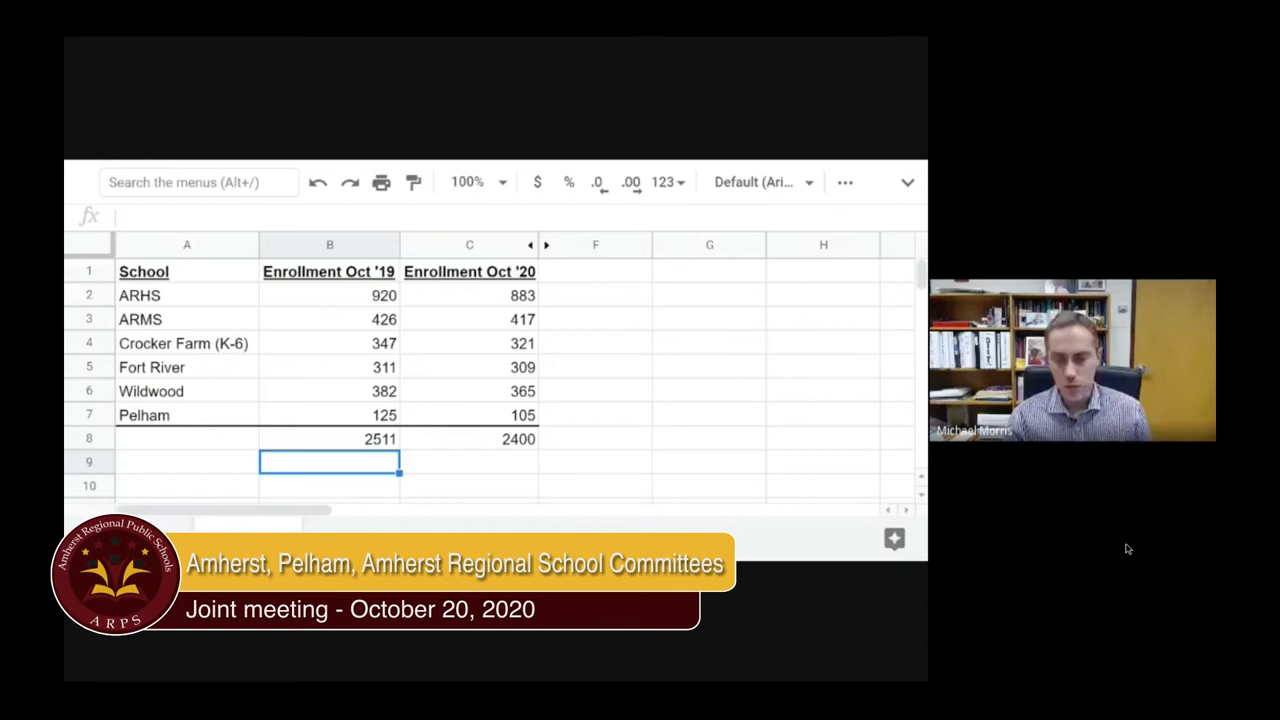 Search the menus (Alt+/) 100% $ % .0 .00 123 Default (Ari... ...
fx
A B C F G H
1 School Enrollment Oct '19 Enrollment Oct '20
2 ARHS 920 883
3 ARMS 426 417
4 Crocker Farm (K-6) 347 321
5 Fort River 311 309
6 Wildwood 382 365
7 Pelham 125 105
8 2511 2400
9
10
Michael Morris
Amherst Regional Public Schools
ARPS
Amherst, Pelham, Amherst Regional School Committees
Joint meeting - October 20, 2020